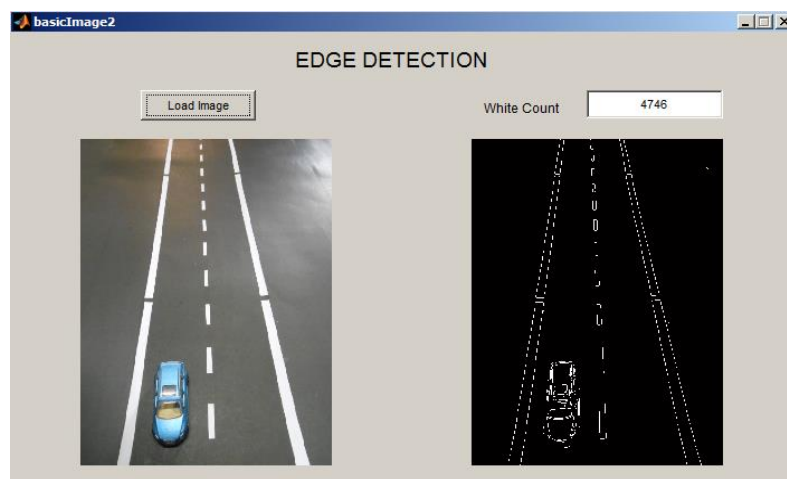 basicImage2
EDGE DETECTION
Load Image
White Count
4746